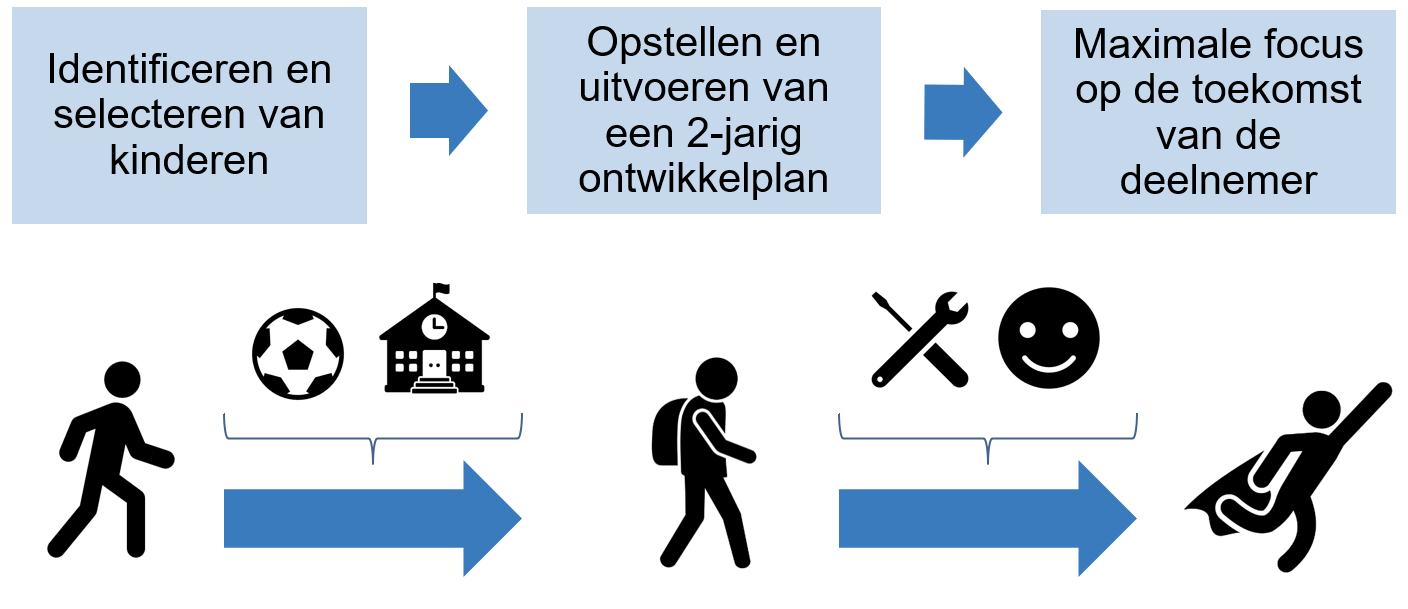 Identificeren en
selecteren van
kinderen
Opstellen en
uitvoeren van
een 2-jarig
ontwikkelplan
Maximale focus
op de toekomst
van de
deelnemer